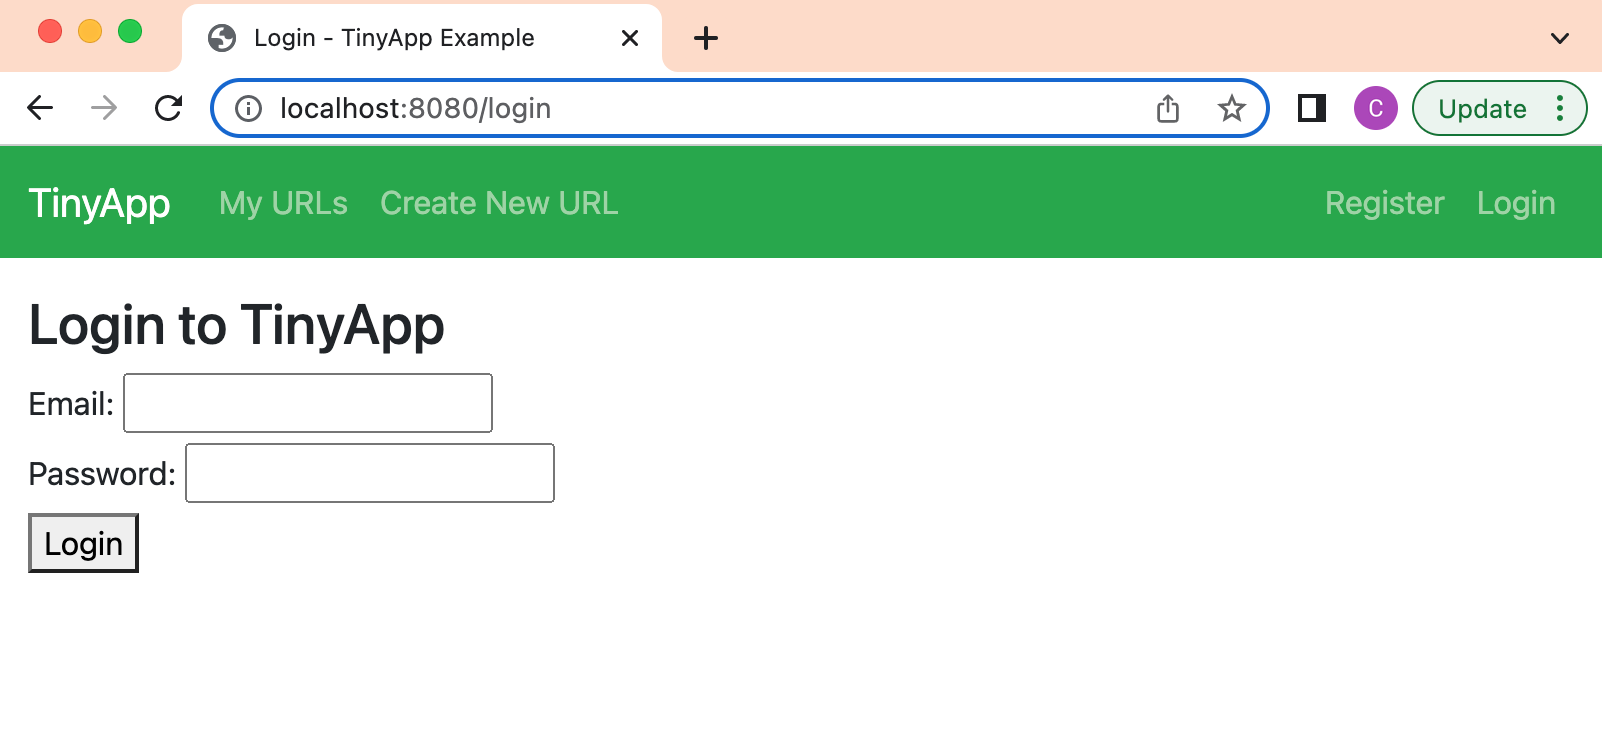 Login - TinyApp Example
localhost:8080/login
C
Update
TinyApp My URLs Create New URL Register Login
Login to TinyApp
Email:
Password:
Login